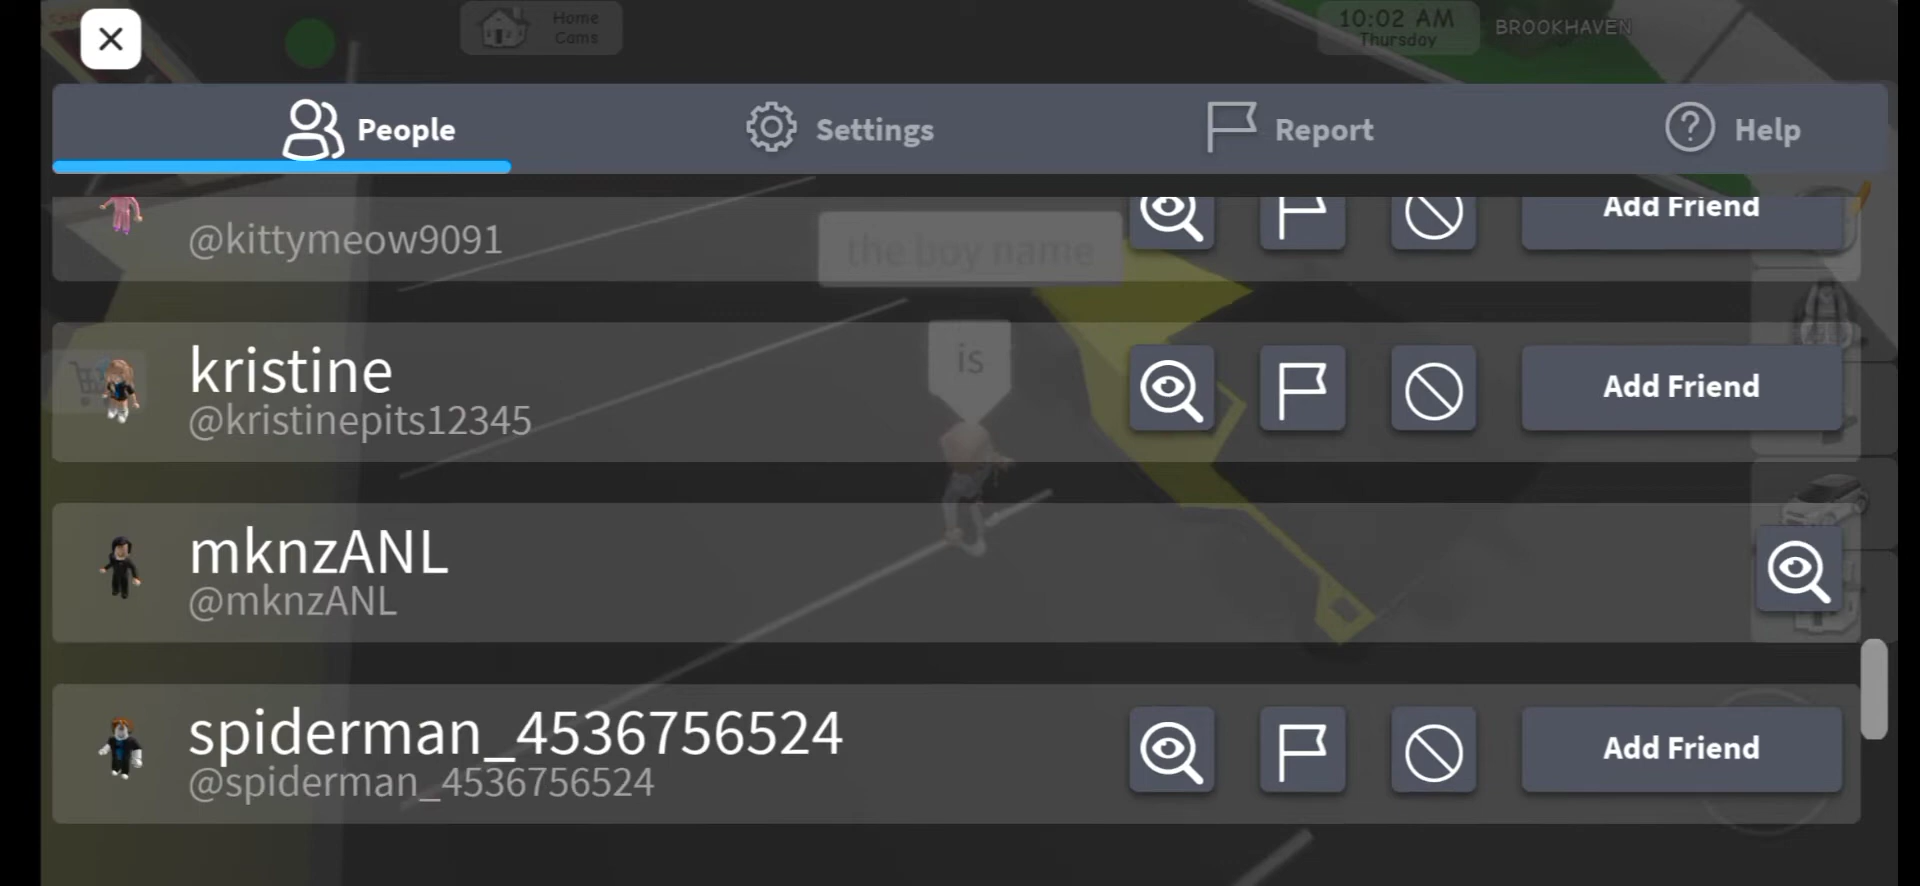 Home
Cams
10:02 AM
Thursday
BROOKHAVEN
People
Settings
Report
Help
@kittymeow9091
Add Friend
the boy name
kristine
@kristinepits12345
Add Friend
is
mknzANL
@mknzANL
spiderman_4536756524
@spiderman_4536756524
Add Friend